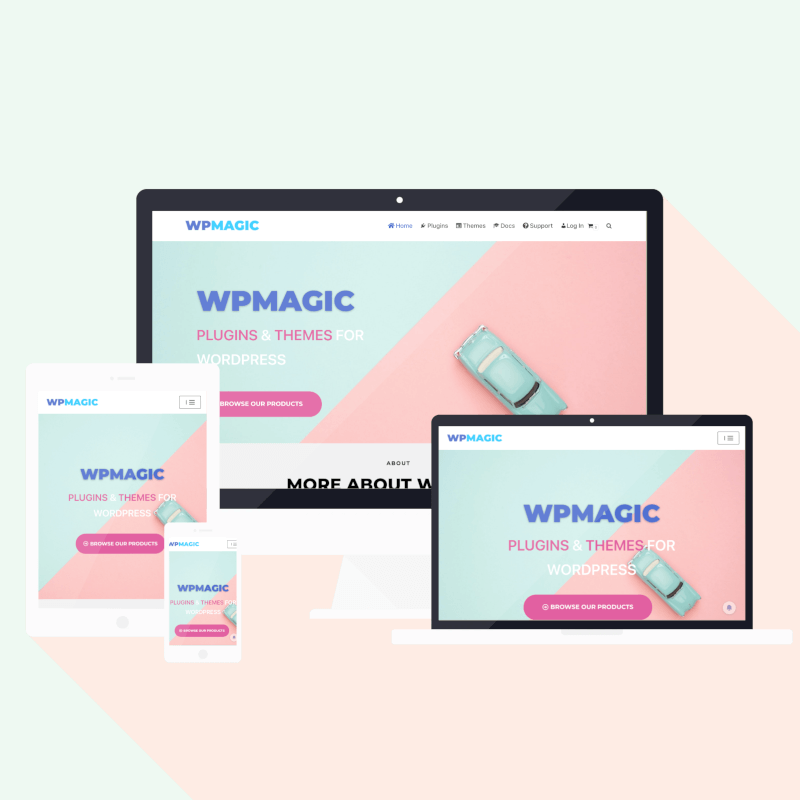 WPMAGIC
Home Plugins Themes Docs Support Log In
WPMAGIC
PLUGINS & THEMES FOR
WORDPRESS
BROWSE OUR PRODUCTS
ABOUT
MORE ABOUT W
WPMAGIC
WPMAGIC
PLUGINS & THEMES FOR
WORDPRESS
BROWSE OUR PRODUCTS
WPMAGIC
WPMAGIC
PLUGINS & THEMES FOR
WORDPRESS
BROWSE OUR PRODUCTS
WPMAGIC
WPMAGIC
PLUGINS & THEMES FOR
WORDPRESS
BROWSE OUR PRODUCTS